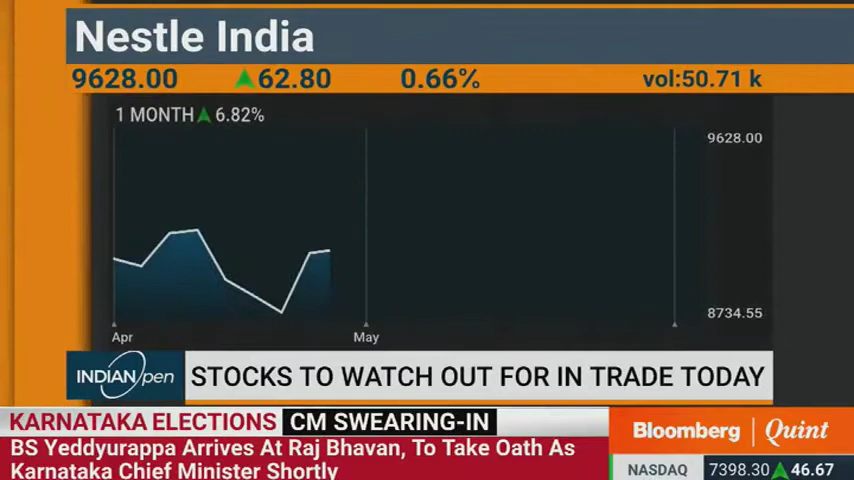 Nestle India
9628.00 ▲62.80 0.66% vol:50.71 k
1 MONTH▲6.82%
9628.00
8734.55
Apr May
INDIAN Open STOCKS TO WATCH OUT FOR IN TRADE TODAY
KARNATAKA ELECTIONS CM SWEARING-IN
BS Yeddyurappa Arrives At Raj Bhavan, To Take Oath As
Karnataka Chief Minister Shortly
Bloomberg | Quint
NASDAQ 7398.30▲46.67